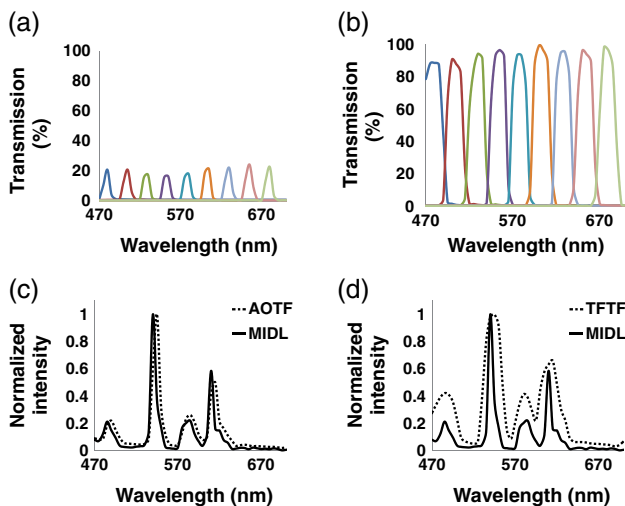 (a)
Transmission
(%)
100
80
60
40
20
0
470
570
670
Wavelength (nm)
(b)
Transmission
(%)
100
80
60
40
20
0
470
570
670
Wavelength (nm)
(c)
Normalized
intensity
1
0.8
0.6
0.4
0.2
0
470
570
670
Wavelength (nm)
AOTF
MIDL
(d)
Normalized
intensity
1
0.8
0.6
0.4
0.2
0
470
570
670
Wavelength (nm)
TFTF
MIDL